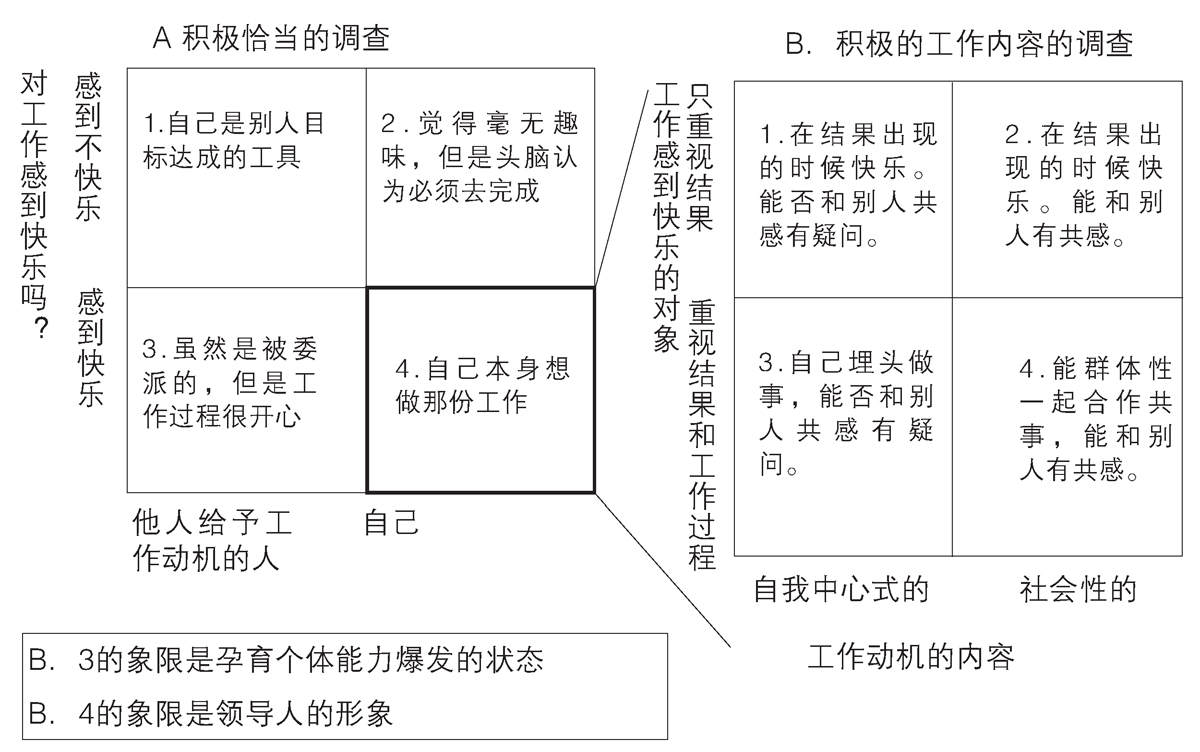 A 积极恰当的调查
对工作感到快乐吗？
感到不快乐
感到快乐
1.自己是别人目
标达成的工具
2.觉得毫无趣
味，但是头脑认
为必须去完成
3.虽然是被委
派的，但是工
作过程很开心
4.自己本身想
做那份工作
他人给予工
作动机的人
自己
B. 积极的工作内容的调查
工作感到快乐的对象
只重视结果
重视结果和工作过程
1.在结果出现
的时候快乐。
能否和别人共
感有疑问。
2.在结果出
现的时候快
乐。能和别
人有共感。
3.自己埋头做
事，能否和别
人共感有疑
问。
4.能群体性
一起合作共
事，能和别
人有共感。
自我中心式的
社会性的
工作动机的内容
B. 3的象限是孕育个体能力爆发的状态
B. 4的象限是领导人的形象